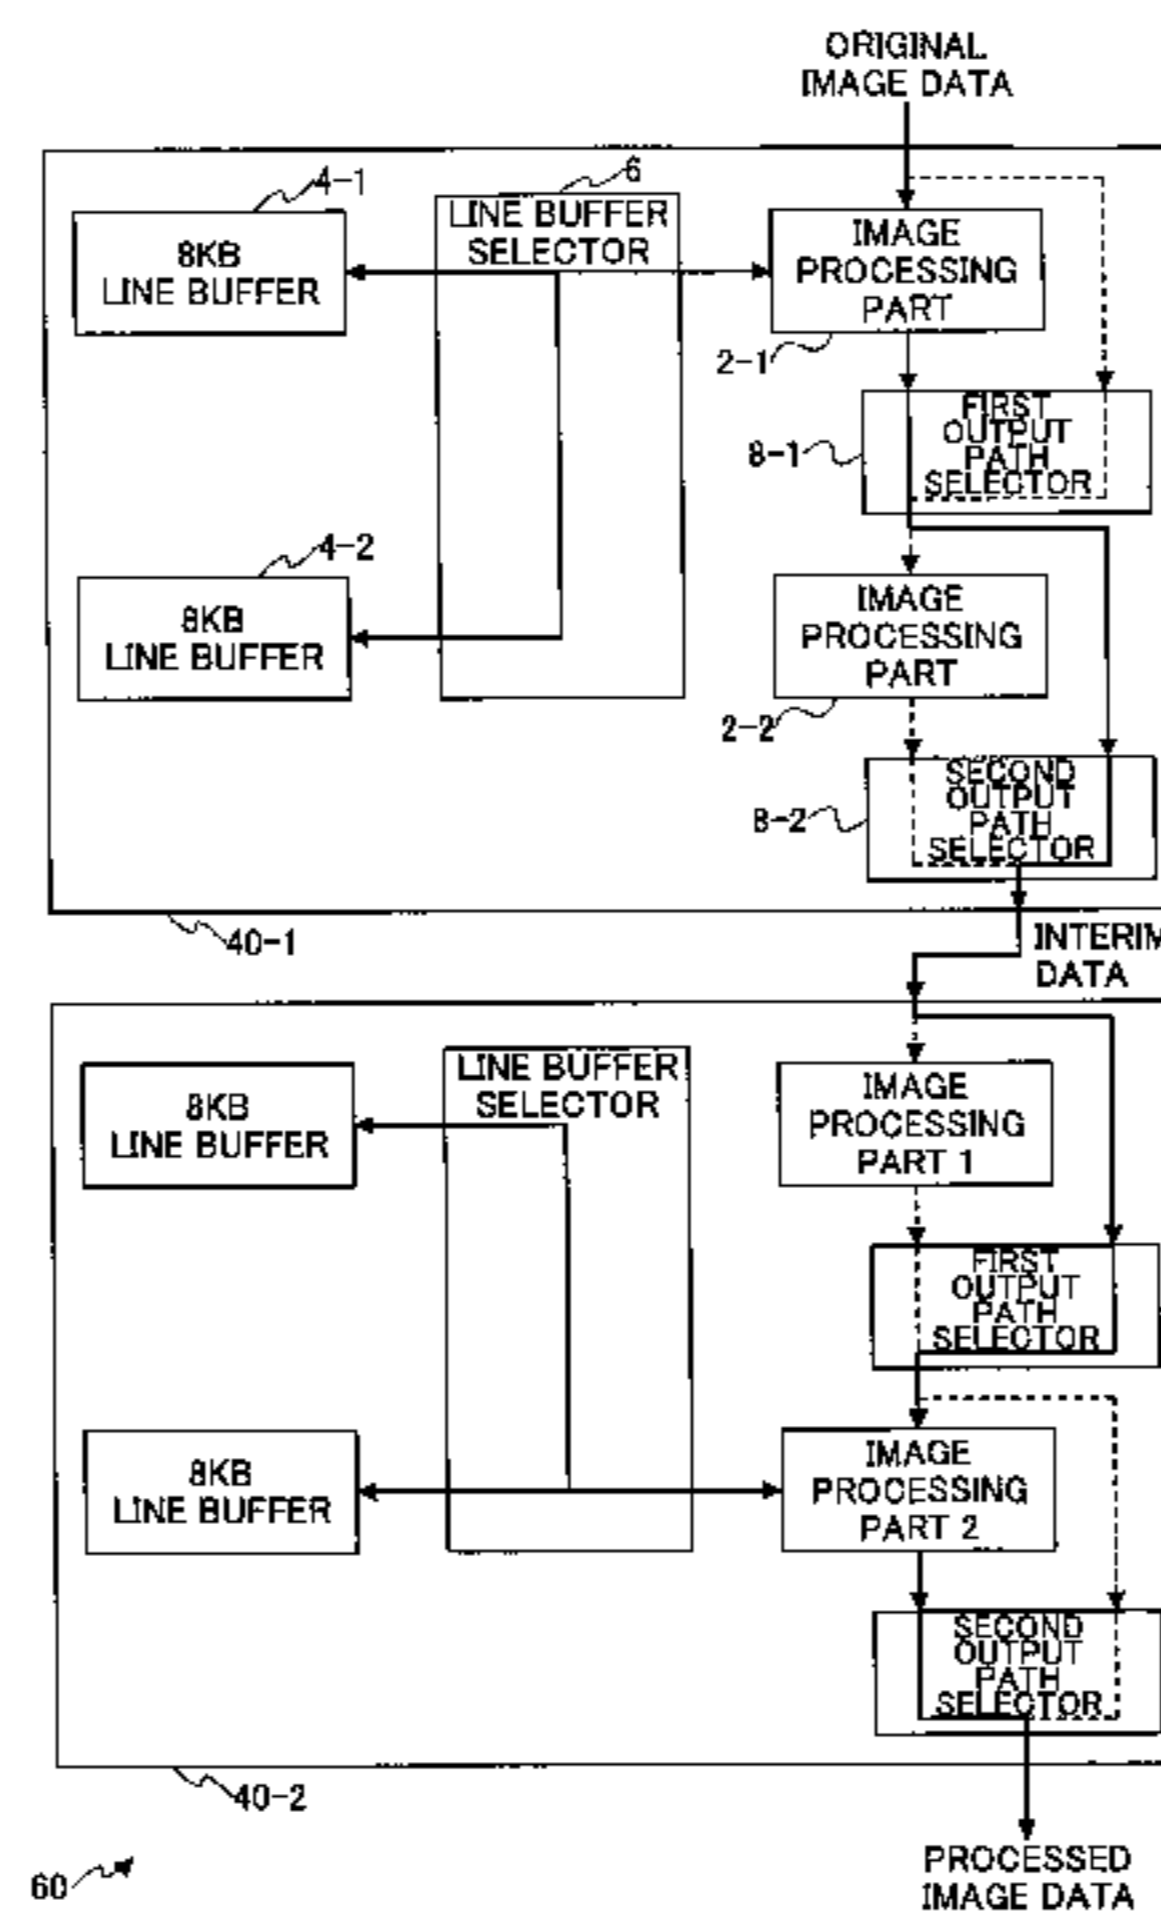 ORIGINAL
IMAGE DATA
4-1
6
8KB
LINE BUFFER
LINE BUFFER
SELECTOR
IMAGE
PROCESSING
PART
2-1
FIRST
OUTPUT
PATH
SELECTOR
8-1
4-2
8KB
LINE BUFFER
IMAGE
PROCESSING
PART
2-2
SECOND
OUTPUT
PATH
SELECTOR
8-2
40-1
INTERIM
DATA
8KB
LINE BUFFER
LINE BUFFER
SELECTOR
IMAGE
PROCESSING
PART 1
FIRST
OUTPUT
PATH
SELECTOR
8KB
LINE BUFFER
IMAGE
PROCESSING
PART 2
SECOND
OUTPUT
PATH
SELECTOR
40-2
60
PROCESSED
IMAGE DATA